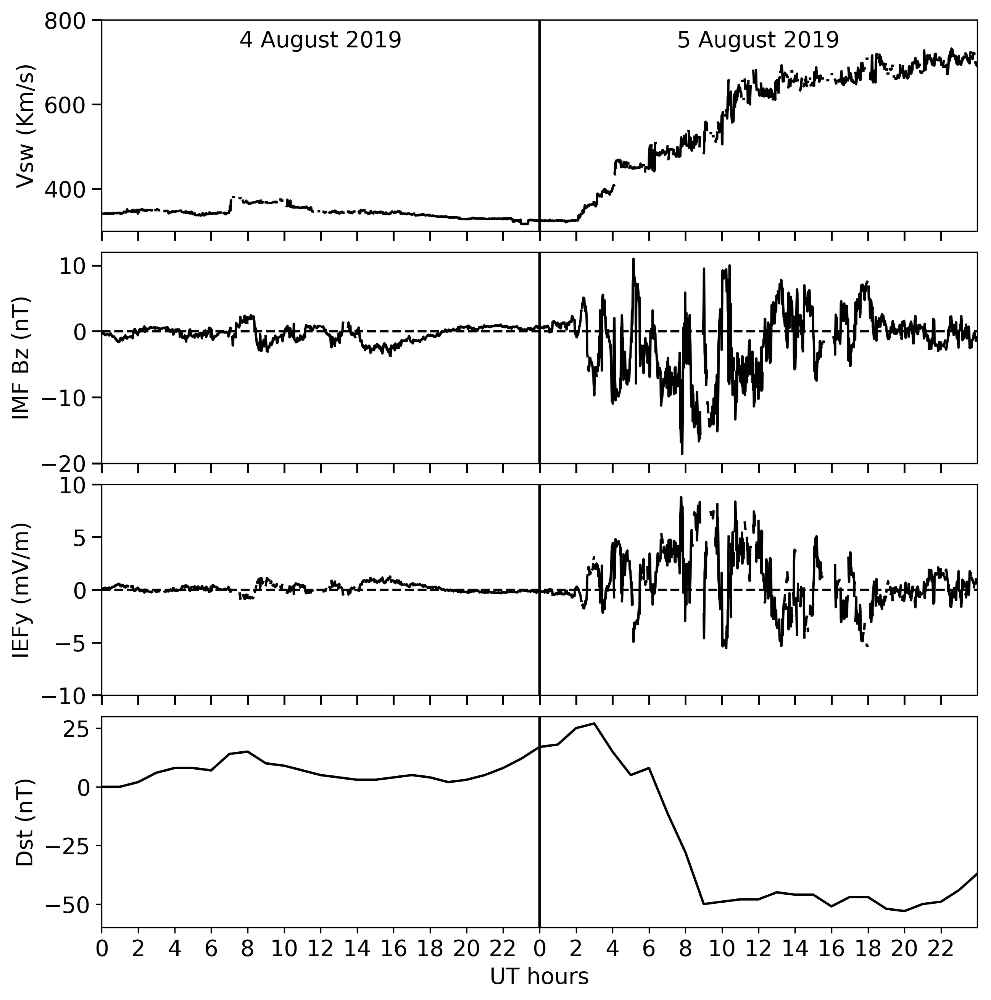 4 August 2019
5 August 2019
Vsw (Km/s)
800
600
400
IMF Bz (nT)
10
0
−10
−20
IEFy (mV/m)
10
5
0
−5
−10
Dst (nT)
25
0
−25
−50
0 2 4 6 8 10 12 14 16 18 20 22 0 2 4 6 8 10 12 14 16 18 20 22
UT hours